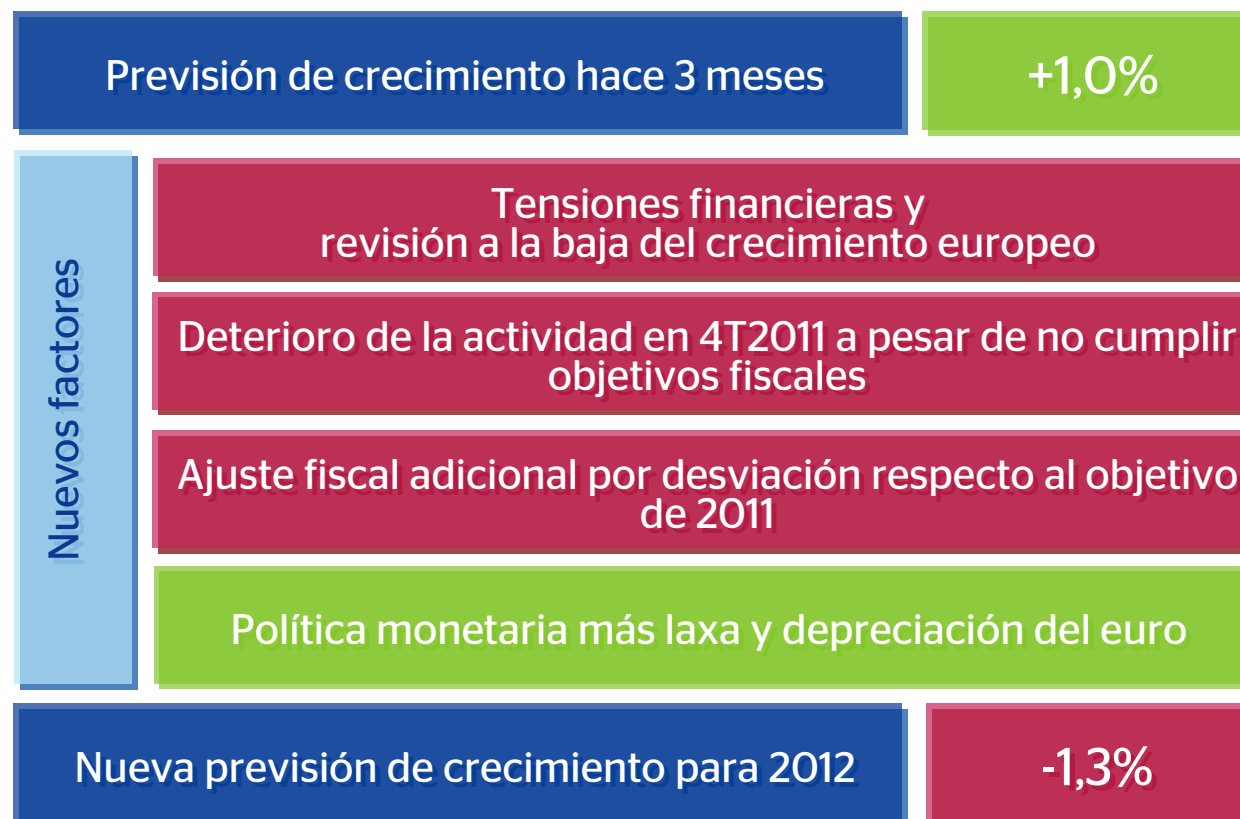 Previsión de crecimiento hace 3 meses
+1,0%
Nuevos factores
Tensiones financieras y
revisión a la baja del crecimiento europeo
Deterioro de la actividad en 4T2011 a pesar de no cumplir
objetivos fiscales
Ajuste fiscal adicional por desviación respecto al objetivo
de 2011
Política monetaria más laxa y depreciación del euro
Nueva previsión de crecimiento para 2012
-1,3%